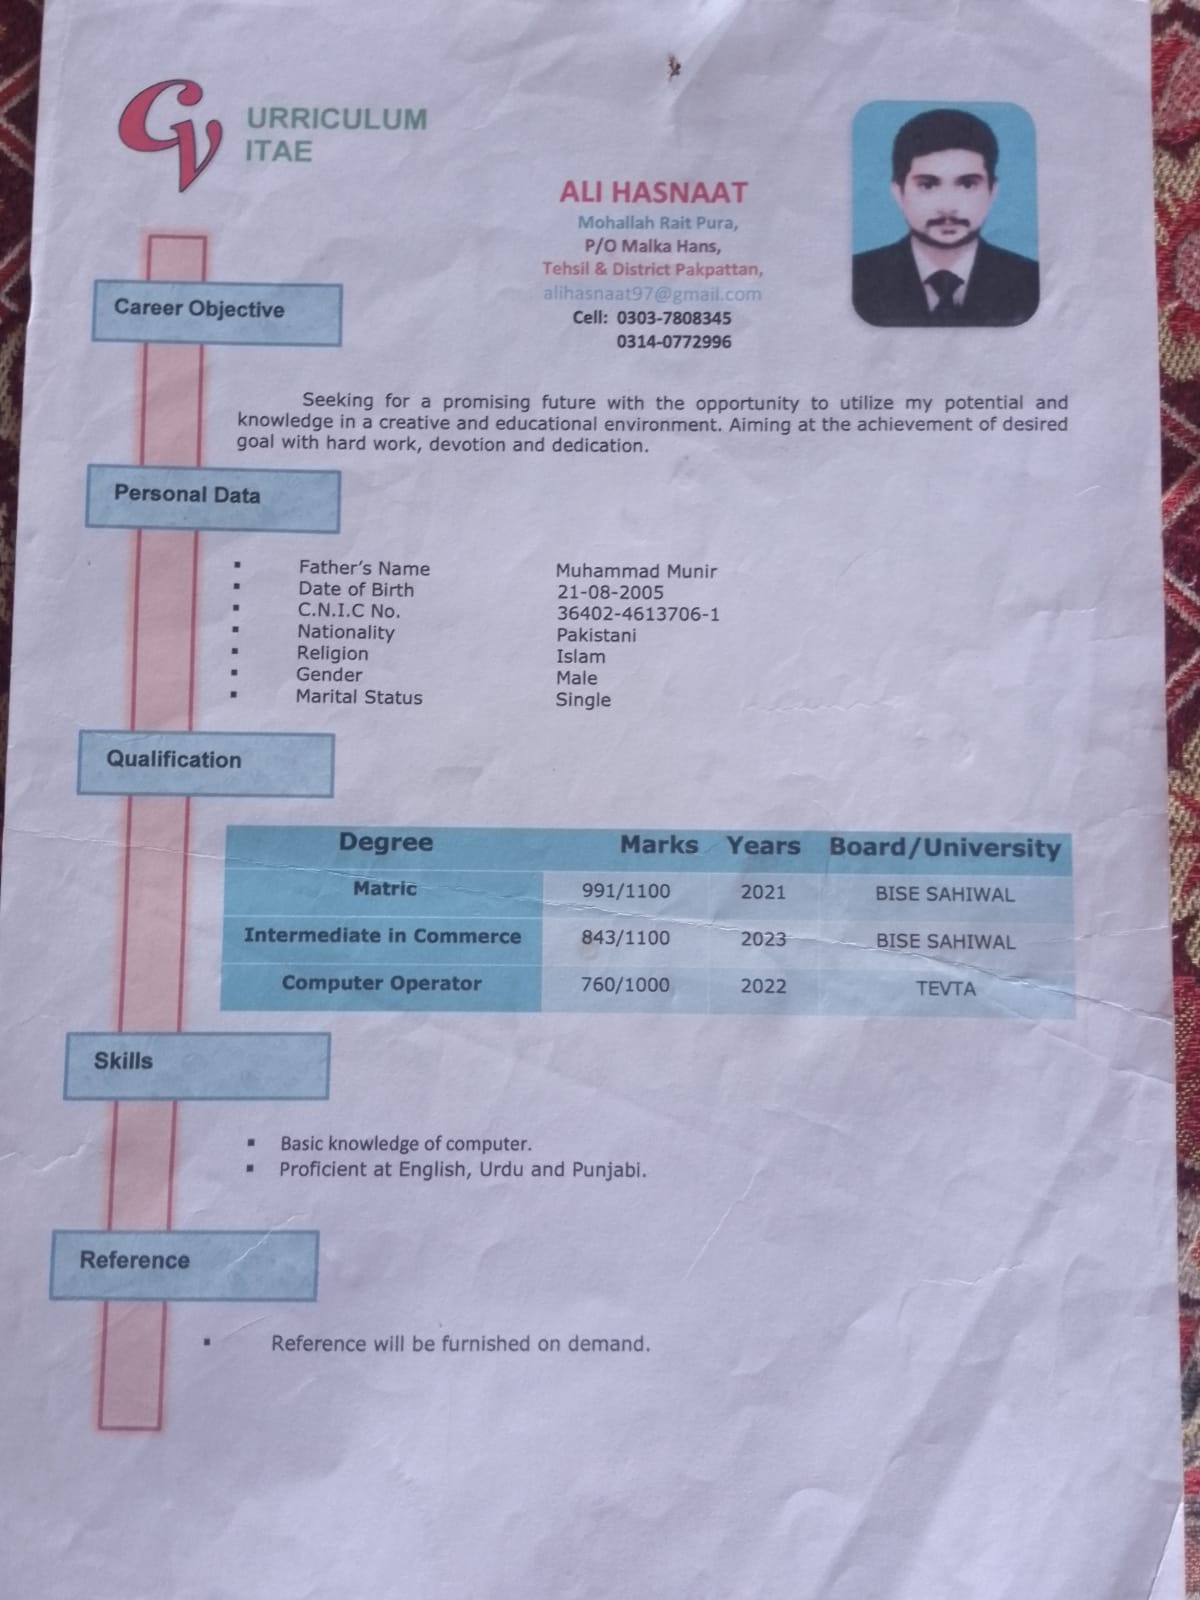 CV
URRICULUM
ITAE
ALI HASNAAT
Mohallah Rait Pura,
P/O Malka Hans,
Tehsil & District Pakpattan,
alihasnaat97@gmail.com
Cell: 0303-7808345
0314-0772996
Career Objective
Seeking for a promising future with the opportunity to utilize my potential and
knowledge in a creative and educational environment. Aiming at the achievement of desired
goal with hard work, devotion and dedication.
Personal Data
▪ Father's Name Muhammad Munir
▪ Date of Birth 21-08-2005
▪ C.N.I.C No. 36402-4613706-1
▪ Nationality Pakistani
▪ Religion Islam
▪ Gender Male
▪ Marital Status Single
Qualification
Degree Marks Years Board/University
Matric 991/1100 2021 BISE SAHIWAL
Intermediate in Commerce 843/1100 2023 BISE SAHIWAL
Computer Operator 760/1000 2022 TEVTA
Skills
▪ Basic knowledge of computer.
▪ Proficient at English, Urdu and Punjabi.
Reference
▪ Reference will be furnished on demand.